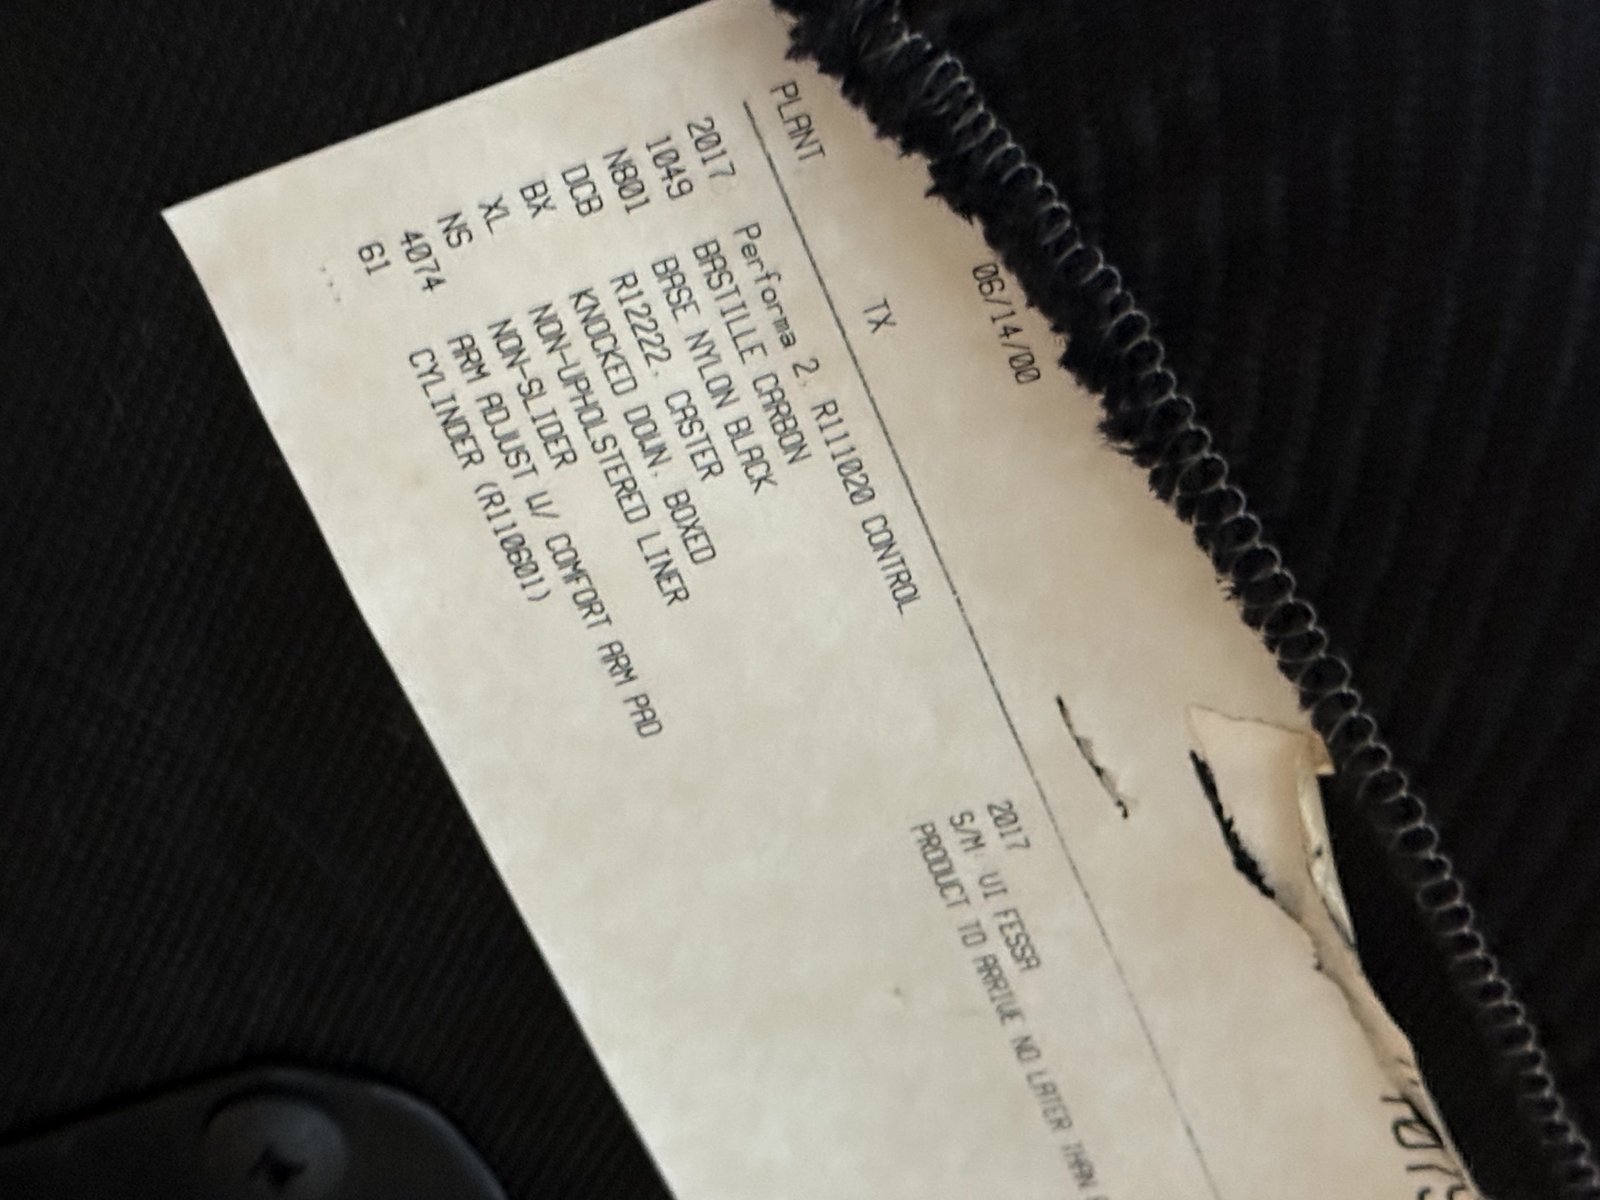 06/14/00
PLANT TX
2017 Performa 2. R111020 CONTROL
1049 BASTILLE CARBON
N801 BASE NYLON BLACK
DCB R12222. CASTER
BX KNOCKED DOWN. BOXED
XL NON-UPHOLSTERED LINER
NS NON-SLIDER
4074 ARM ADJUST W/ COMFORT ARM PAD
61 CYLINDER (R110601)
2017
S/M. VI FESSA
PRODUCT TO ARRIVE NO LATER THAN